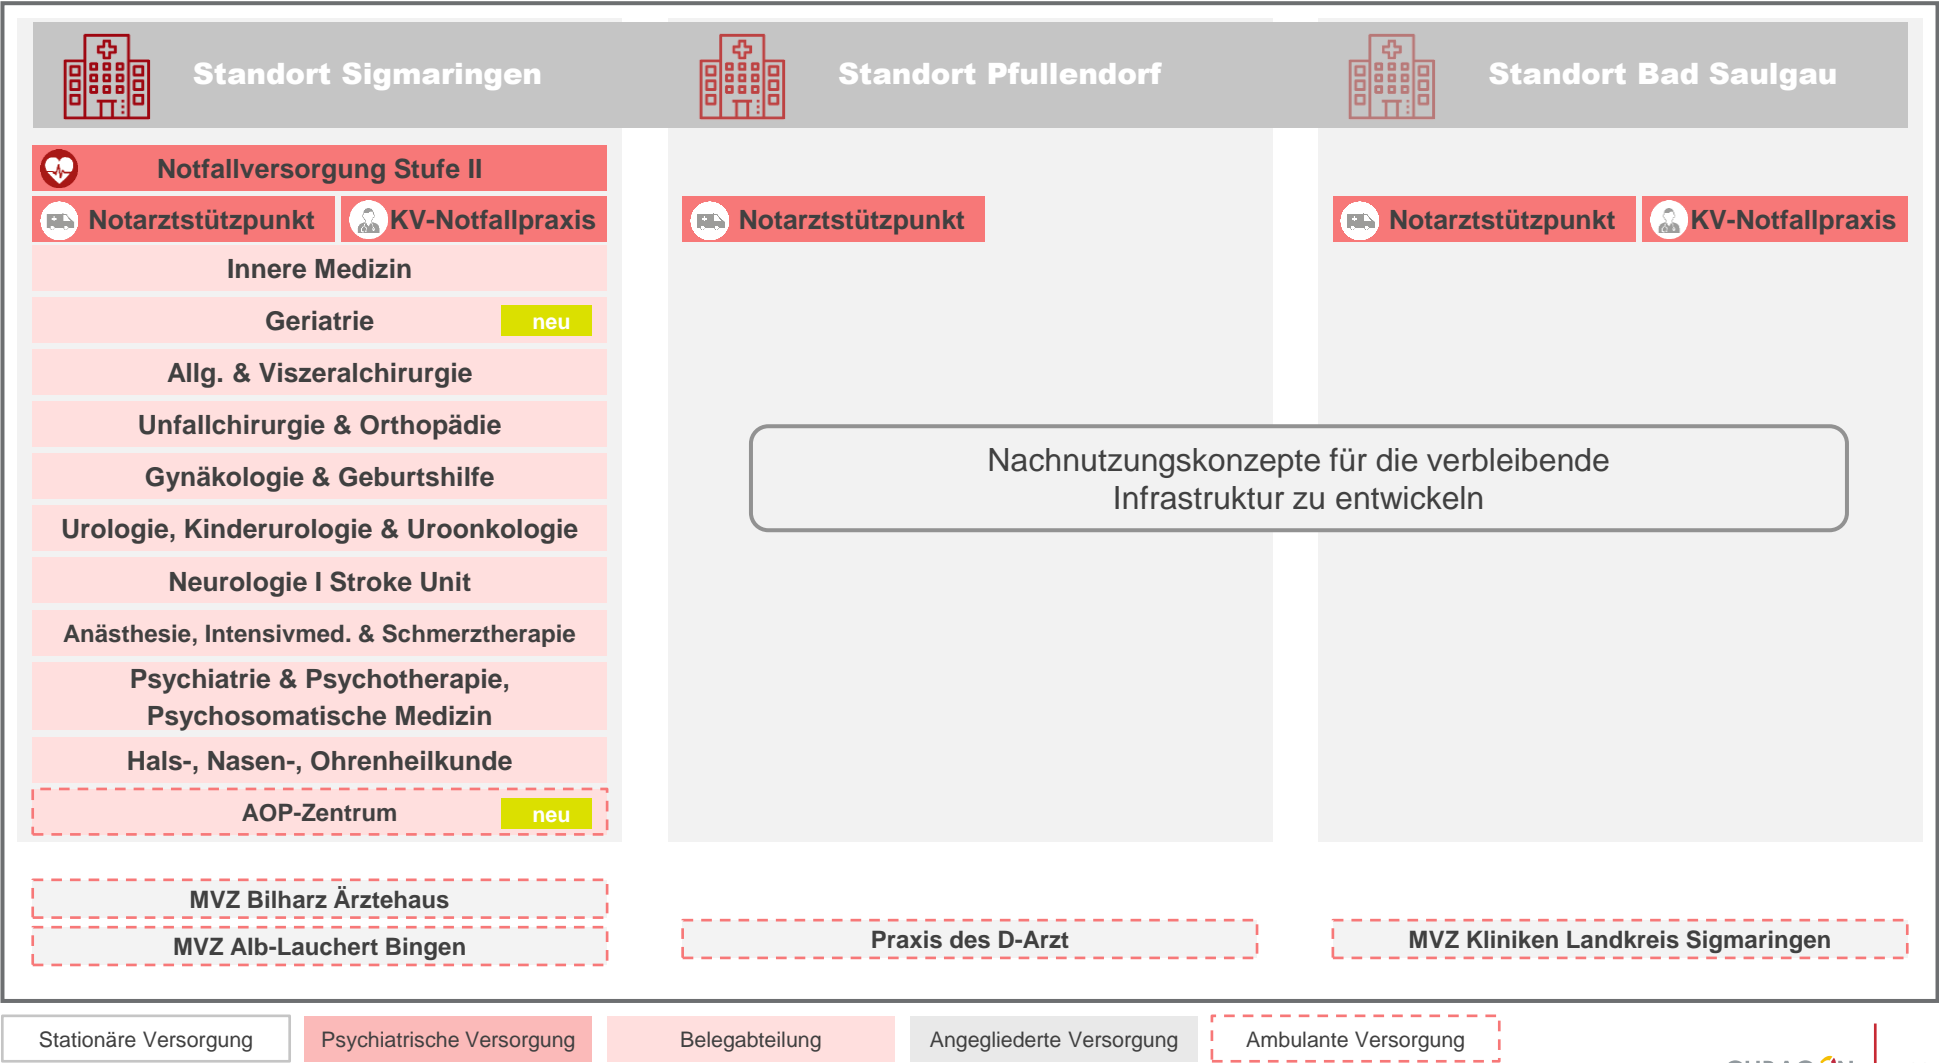 Standort Sigmaringen
Standort Pfullendorf
Standort Bad Saulgau
Notfallversorgung Stufe II
Notarztstützpunkt
KV-Notfallpraxis
Notarztstützpunkt
Notarztstützpunkt
KV-Notfallpraxis
Innere Medizin
Geriatrie
neu
Allg. & Viszeralchirurgie
Unfallchirurgie & Orthopädie
Gynäkologie & Geburtshilfe
Urologie, Kinderurologie & Uroonkologie
Neurologie I Stroke Unit
Anästhesie, Intensivmed. & Schmerztherapie
Psychiatrie & Psychotherapie,
Psychosomatische Medizin
Hals-, Nasen-, Ohrenheilkunde
AOP-Zentrum
neu
Nachnutzungskonzepte für die verbleibende
Infrastruktur zu entwickeln
MVZ Bilharz Ärztehaus
MVZ Alb-Lauchert Bingen
Praxis des D-Arzt
MVZ Kliniken Landkreis Sigmaringen
Stationäre Versorgung
Psychiatrische Versorgung
Belegabteilung
Angegliederte Versorgung
Ambulante Versorgung